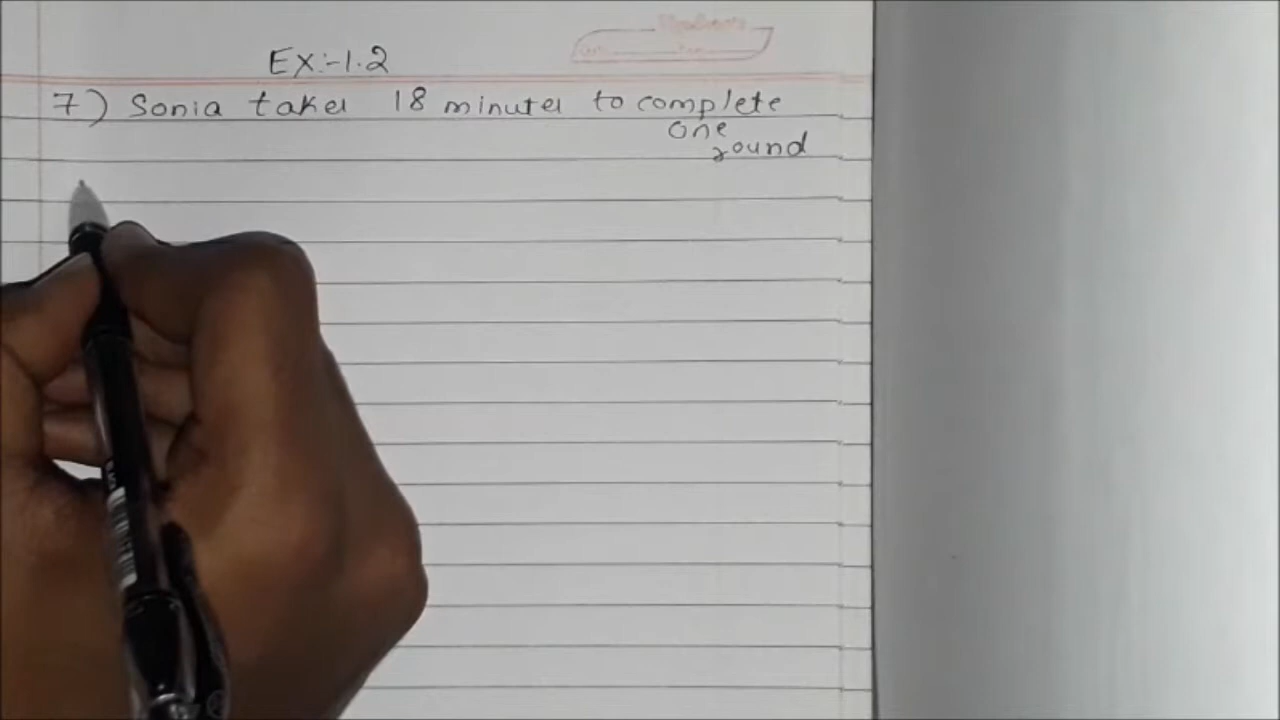 EX:-1.2
7) Sonia takes 18 minutes to complete
one
round